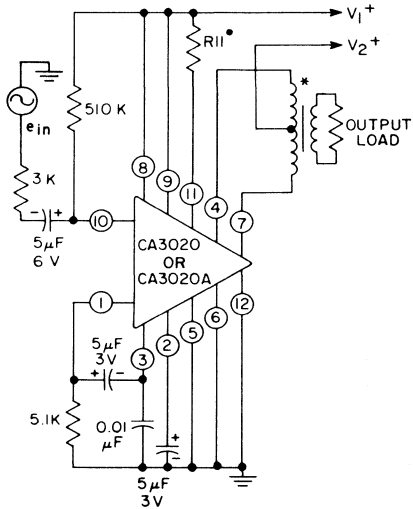 V1+
R11•
V2+
*
510 K
ein
OUTPUT
LOAD
3K
8
9
11
4
7
- +
10
5µF
6 V
CA3020
OR
CA3020A
1
12
6
5
2
3
5µF
3V
+ -
5.1K
0.01
µF
+
-
5µF
3V